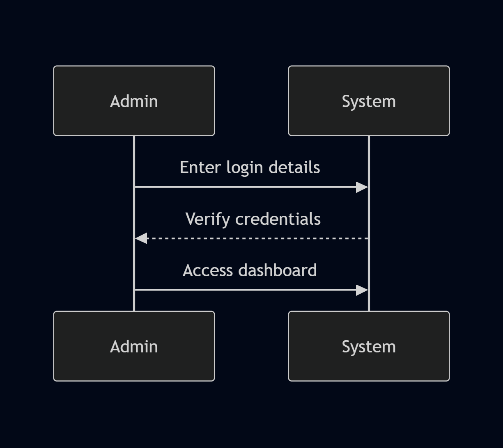 Admin
System
Enter login details
Verify credentials
Access dashboard
Admin
System